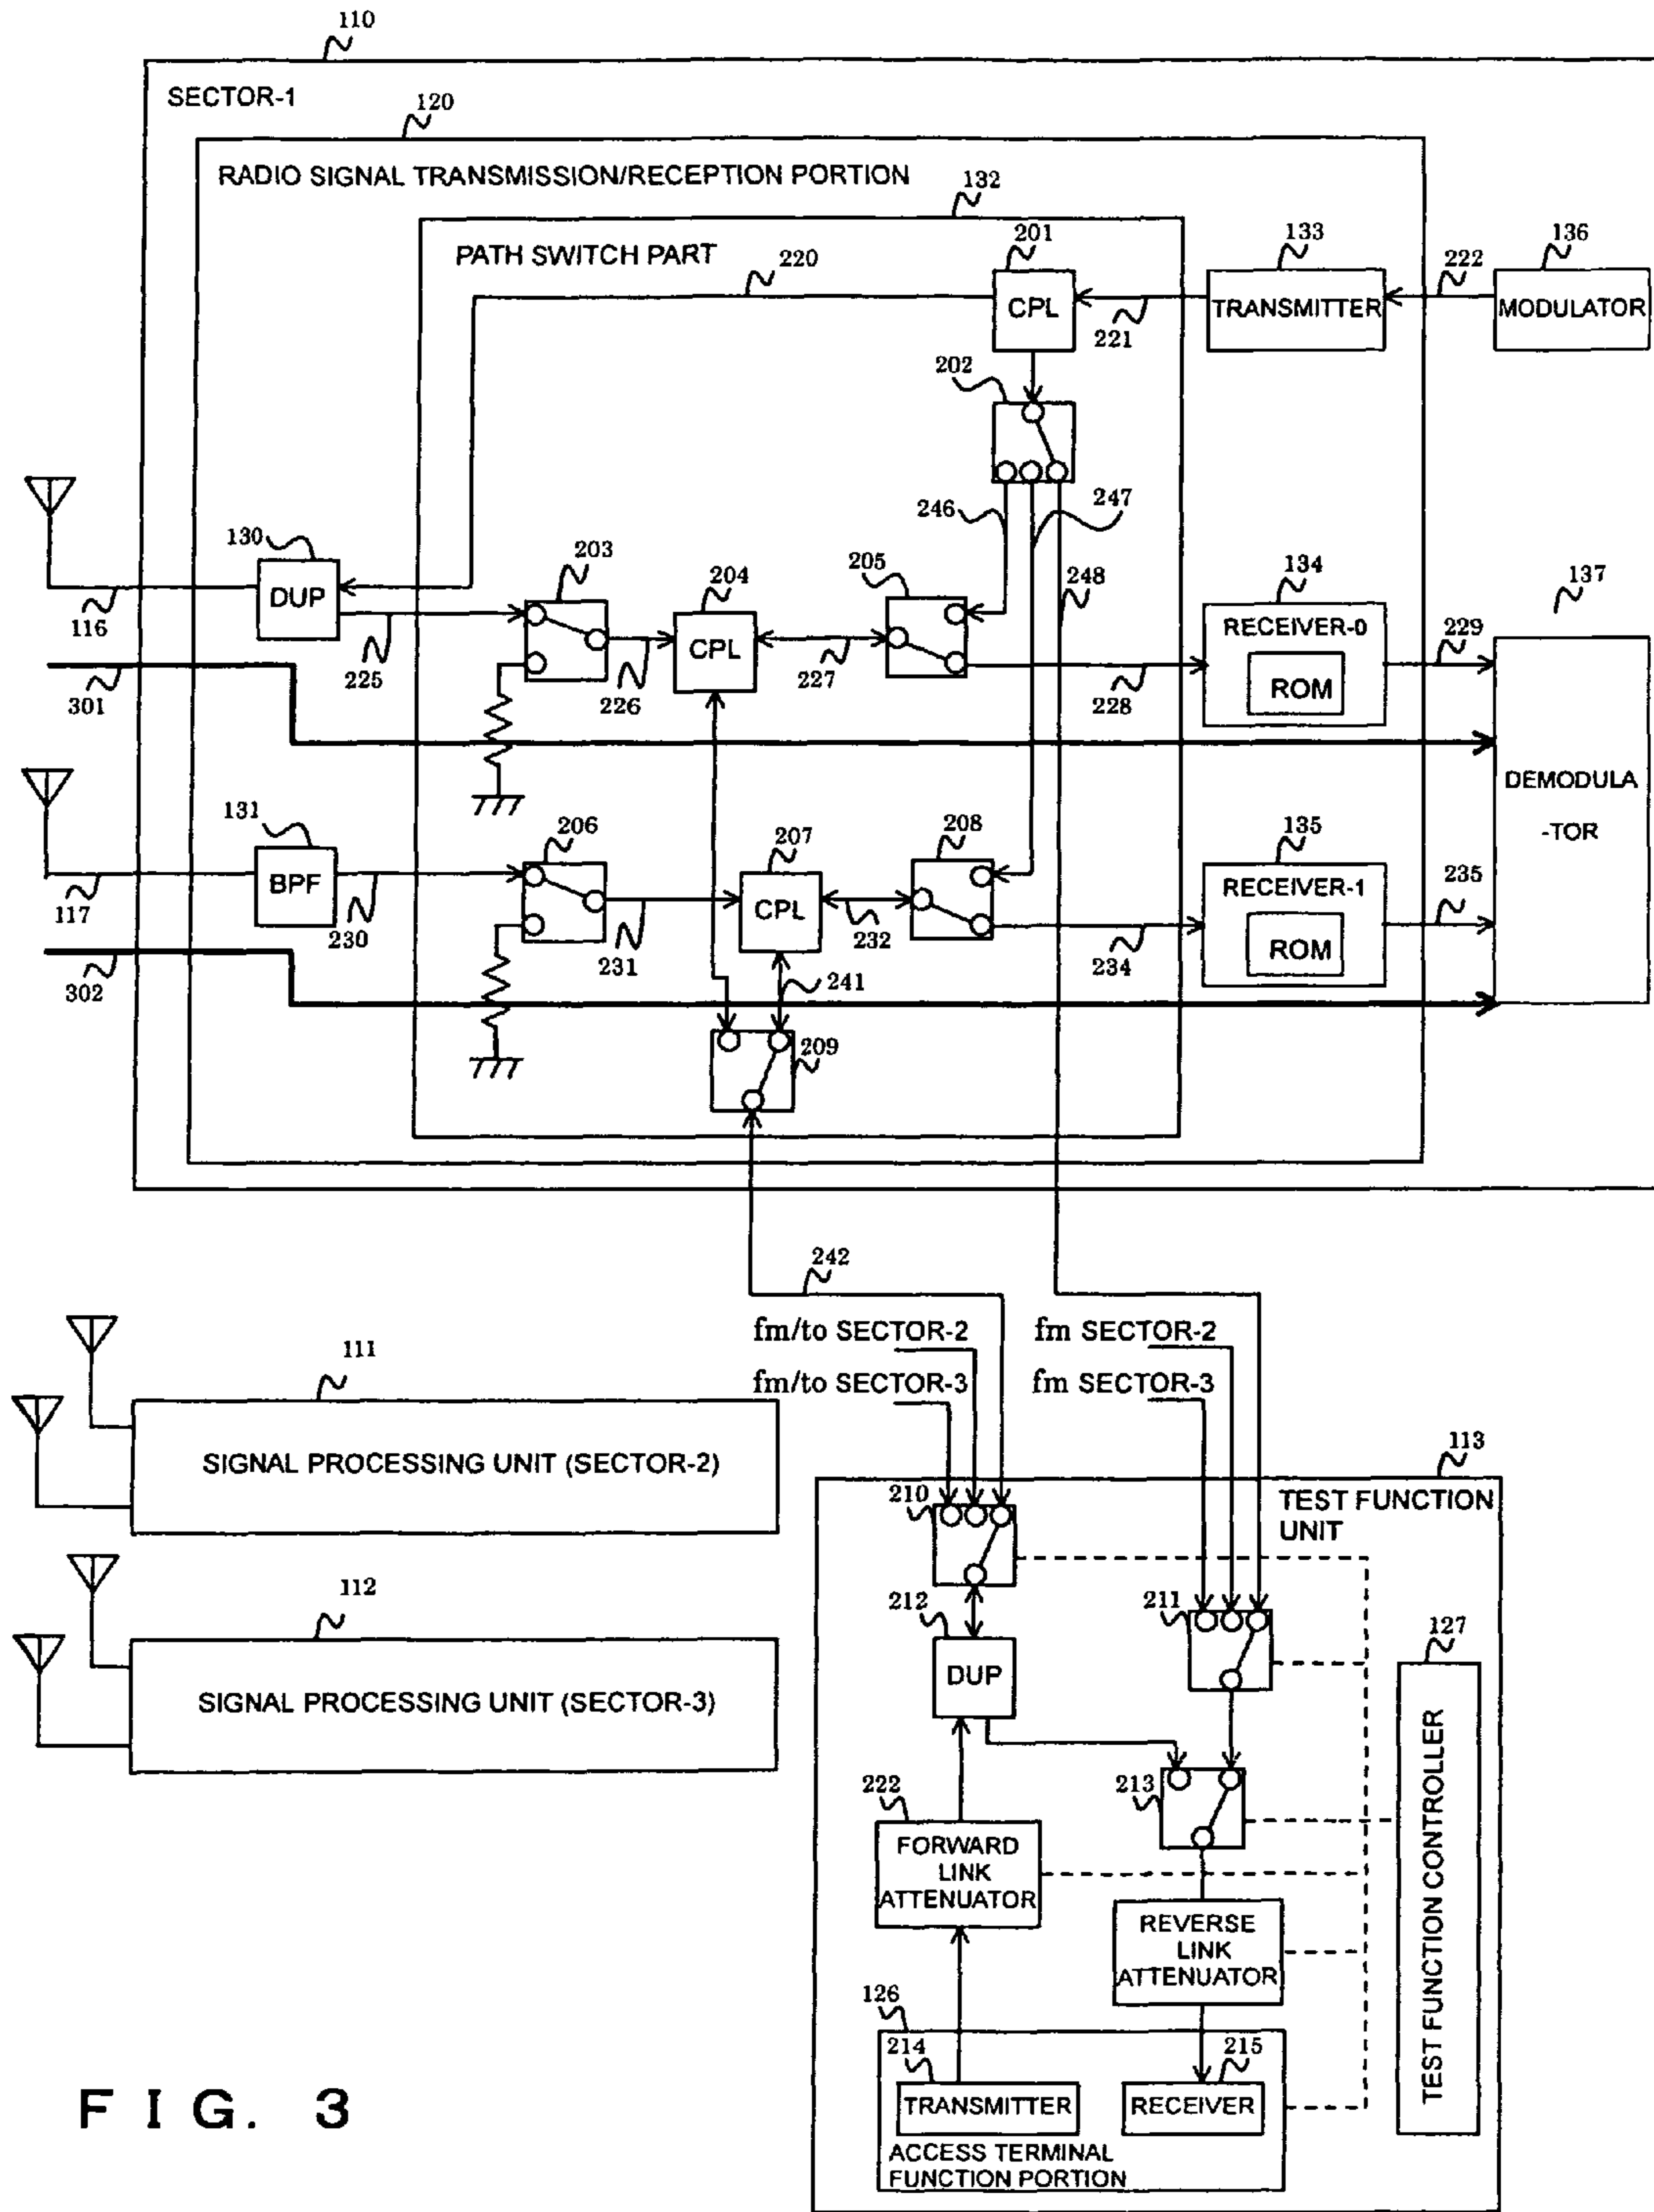 110
SECTOR-1
120
RADIO SIGNAL TRANSMISSION/RECEPTION PORTION
132
PATH SWITCH PART
220
201
CPL
221
133
TRANSMITTER
222
136
MODULATOR
202
246
247
248
130
DUP
116
225
203
226
204
CPL
227
205
228
134
RECEIVER-0
ROM
229
137
DEMODULA
-TOR
301
131
BPF
117
230
206
231
207
CPL
232
208
234
135
RECEIVER-1
ROM
235
302
241
209
242
fm/to SECTOR-2
fm SECTOR-2
fm/to SECTOR-3
fm SECTOR-3
111
SIGNAL PROCESSING UNIT (SECTOR-2)
112
SIGNAL PROCESSING UNIT (SECTOR-3)
113
TEST FUNCTION
UNIT
210
211
212
DUP
127
TEST FUNCTION CONTROLLER
213
222
FORWARD
LINK
ATTENUATOR
REVERSE
LINK
ATTENUATOR
126
214
TRANSMITTER
215
RECEIVER
ACCESS TERMINAL
FUNCTION PORTION
FIG. 3